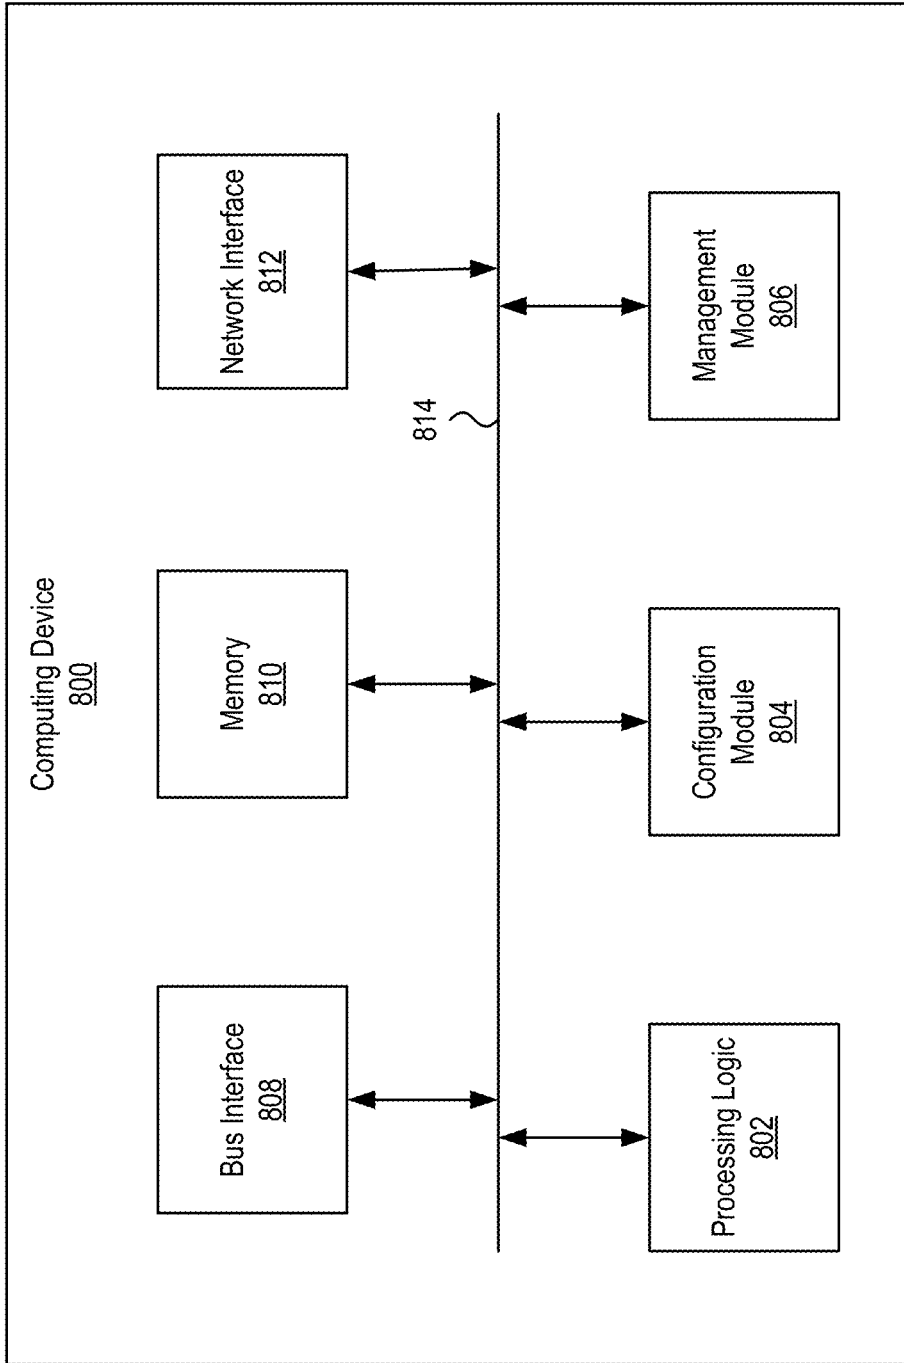 Computing Device
800
Bus Interface
808
Memory
810
Network Interface
812
814
Processing Logic
802
Configuration
Module
804
Management
Module
806